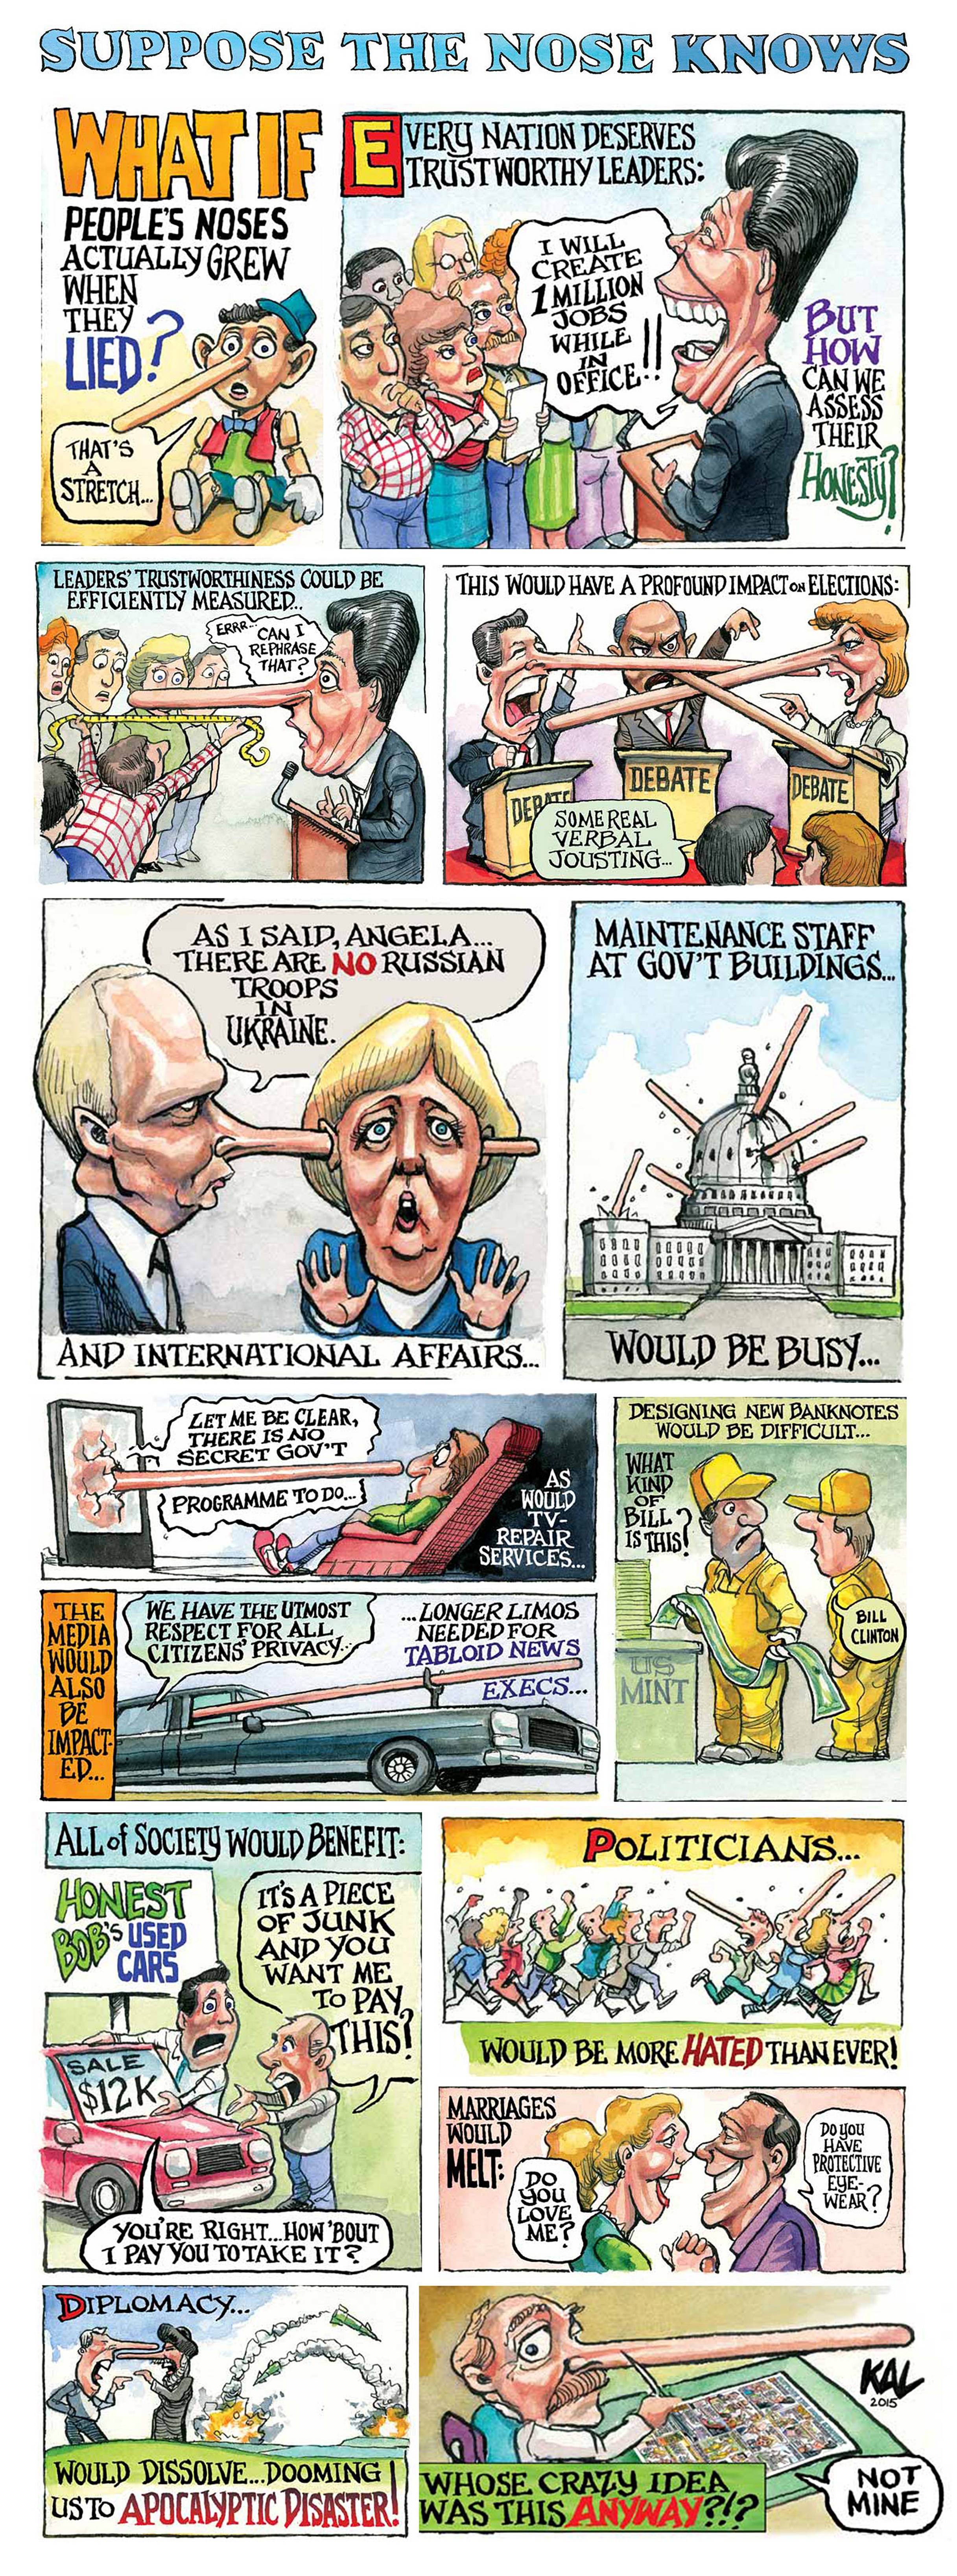 SUPPOSE THE NOSE KNOWS
WHAT IF
PEOPLE'S NOSES
ACTUALLY GREW
WHEN
THEY
LIED?
THAT'S
A
STRETCH...
EVERY NATION DESERVES
TRUSTWORTHY LEADERS:
I WILL
CREATE
1 MILLION
JOBS
WHILE
IN
OFFICE!!
BUT
HOW
CAN WE
ASSESS
THEIR
HONESTY?
LEADERS' TRUSTWORTHINESS COULD BE
EFFICIENTLY MEASURED...
ERRR...
CAN I
REPHRASE
THAT?
THIS WOULD HAVE A PROFOUND IMPACT ON ELECTIONS:
DEBATE
DEBATE
DEBATE
SOME REAL
VERBAL
JOUSTING...
AS I SAID, ANGELA...
THERE ARE NO RUSSIAN
TROOPS
IN
UKRAINE.
AND INTERNATIONAL AFFAIRS...
MAINTENANCE STAFF
AT GOV'T BUILDINGS...
WOULD BE BUSY...
LET ME BE CLEAR,
THERE IS NO
SECRET GOV'T
PROGRAMME TO DO...
AS
WOULD
TV-
REPAIR
SERVICES...
DESIGNING NEW BANKNOTES
WOULD BE DIFFICULT...
WHAT
KIND
OF
BILL
IS THIS?
BILL
CLINTON
US
MINT
THE
MEDIA
WOULD
ALSO
BE
IMPACT-
ED...
WE HAVE THE UTMOST
RESPECT FOR ALL
CITIZENS' PRIVACY...
...LONGER LIMOS
NEEDED FOR
TABLOID NEWS
EXECS...
ALL of SOCIETY WOULD BENEFIT:
HONEST
BOB'S USED
CARS
IT'S A PIECE
OF JUNK
AND YOU
WANT ME
TO PAY
THIS?
SALE
$12K
YOU'RE RIGHT...HOW 'BOUT
I PAY YOU TO TAKE IT?
POLITICIANS...
WOULD BE MORE HATED THAN EVER!
MARRIAGES
WOULD
MELT:
DO
YOU
LOVE
ME?
DO YOU
HAVE
PROTECTIVE
EYE-
WEAR?
DIPLOMACY...
WOULD DISSOLVE...DOOMING
US TO APOCALYPTIC DISASTER!
KAL
2015
WHOSE CRAZY IDEA
WAS THIS ANYWAY?!?
NOT
MINE